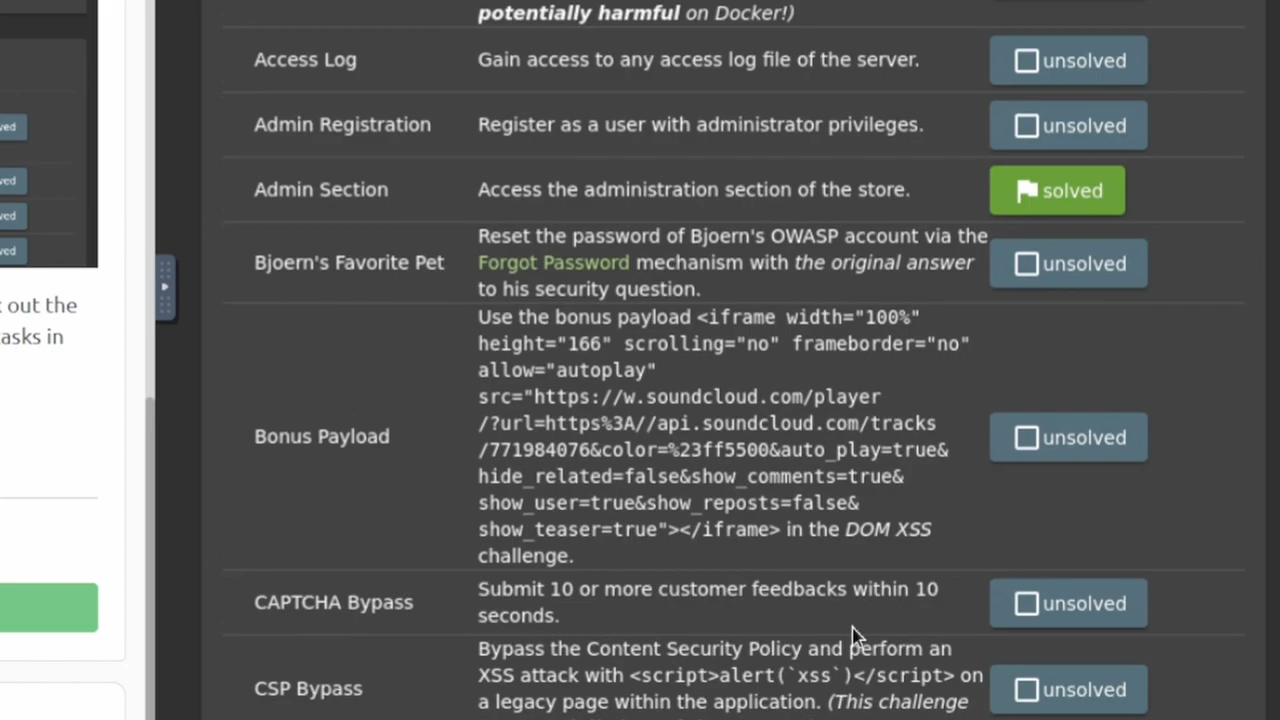 potentially harmful on Docker!)
Access Log
Gain access to any access log file of the server.
unsolved
Admin Registration
Register as a user with administrator privileges.
unsolved
Admin Section
Access the administration section of the store.
solved
Bjoern's Favorite Pet
Reset the password of Bjoern's OWASP account via the
Forgot Password mechanism with the original answer
to his security question.
unsolved
Bonus Payload
Use the bonus payload <iframe width="100%"
height="166" scrolling="no" frameborder="no"
allow="autoplay"
src="https://w.soundcloud.com/player
/?url=https%3A//api.soundcloud.com/tracks
/771984076&color=%23ff5500&auto_play=true&
hide_related=false&show_comments=true&
show_user=true&show_reposts=false&
show_teaser=true"></iframe> in the DOM XSS
challenge.
unsolved
CAPTCHA Bypass
Submit 10 or more customer feedbacks within 10
seconds.
unsolved
CSP Bypass
Bypass the Content Security Policy and perform an
XSS attack with <script>alert(`xss`)</script> on
a legacy page within the application. (This challenge
unsolved
ved
ved
ved
ved
out the
asks in